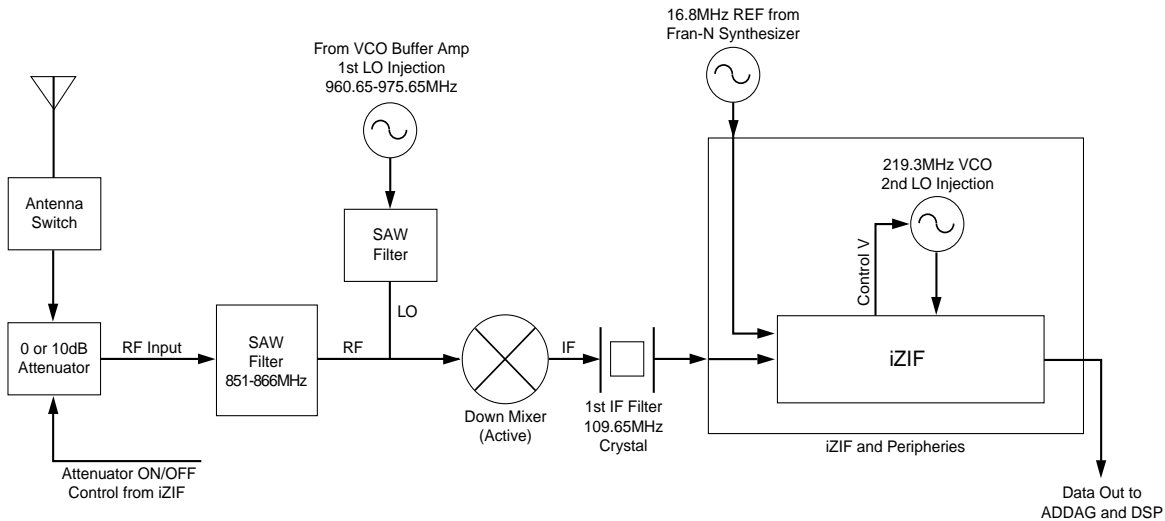 16.8MHz REF from
Fran-N Synthesizer
From VCO Buffer Amp
1st LO Injection
960.65-975.65MHz
219.3MHz VCO
2nd LO Injection
Antenna
Switch
SAW
Filter
Control V
LO
0 or 10dB
Attenuator
RF Input
SAW
Filter
851-866MHz
RF
IF
iZIF
Down Mixer
(Active)
1st IF Filter
109.65MHz
Crystal
iZIF and Peripheries
Attenuator ON/OFF
Control from iZIF
Data Out to
ADDAG and DSP